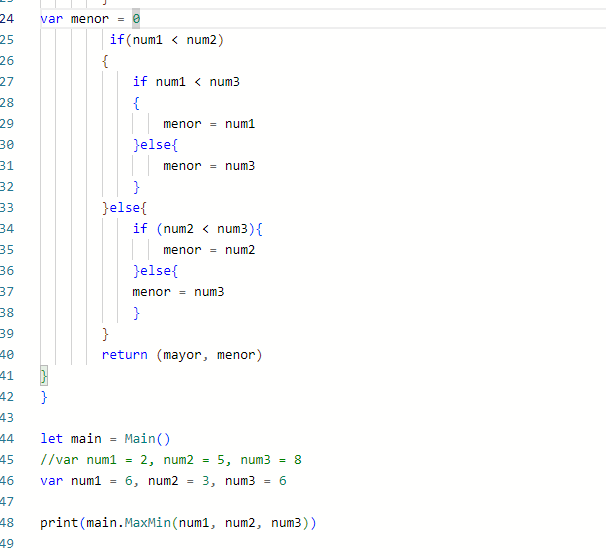 }
24 var menor = 0
25 if(num1 < num2)
26 {
27 if num1 < num3
28 {
29 menor = num1
30 }else{
31 menor = num3
32 }
33 }else{
34 if (num2 < num3){
35 menor = num2
36 }else{
37 menor = num3
38 }
39 }
40 return (mayor, menor)
41 }
42 }
43
44 let main = Main()
45 //var num1 = 2, num2 = 5, num3 = 8
46 var num1 = 6, num2 = 3, num3 = 6
47
48 print(main.MaxMin(num1, num2, num3))
49